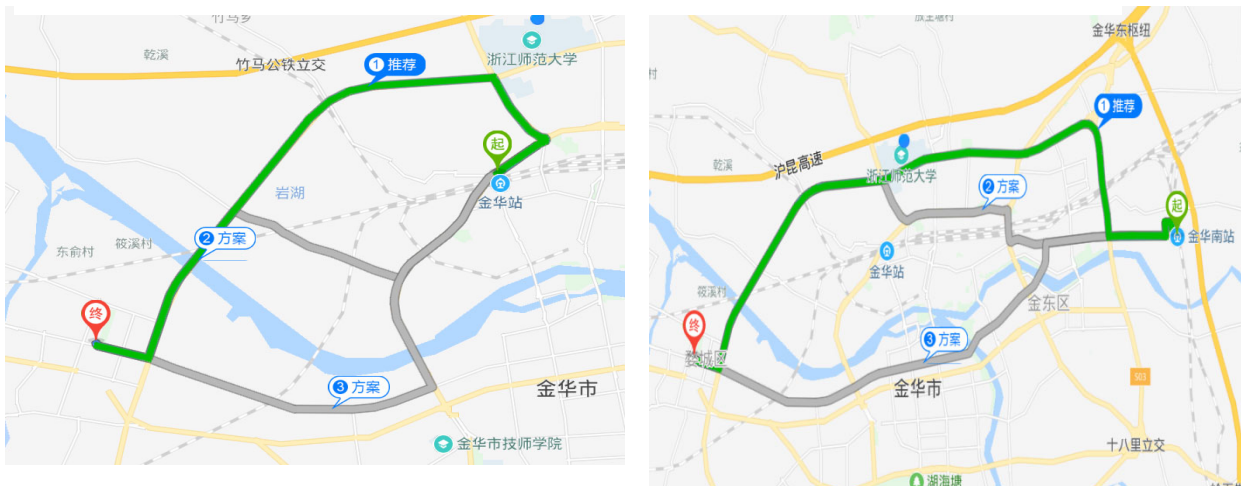 竹马乡
乾溪
竹马公铁立交
1 推荐
浙江师范大学
起
岩湖
金华站
东俞村
筱溪村
2 方案
终
3 方案
金华市
金华市技师学院
金华东枢纽
1 推荐
沪昆高速
乾溪
浙江师范大学
2 方案
起
金华站
金华南站
筱溪村
金东区
终
婺城区
3 方案
金华市
S03
十八里立交
湖海塘